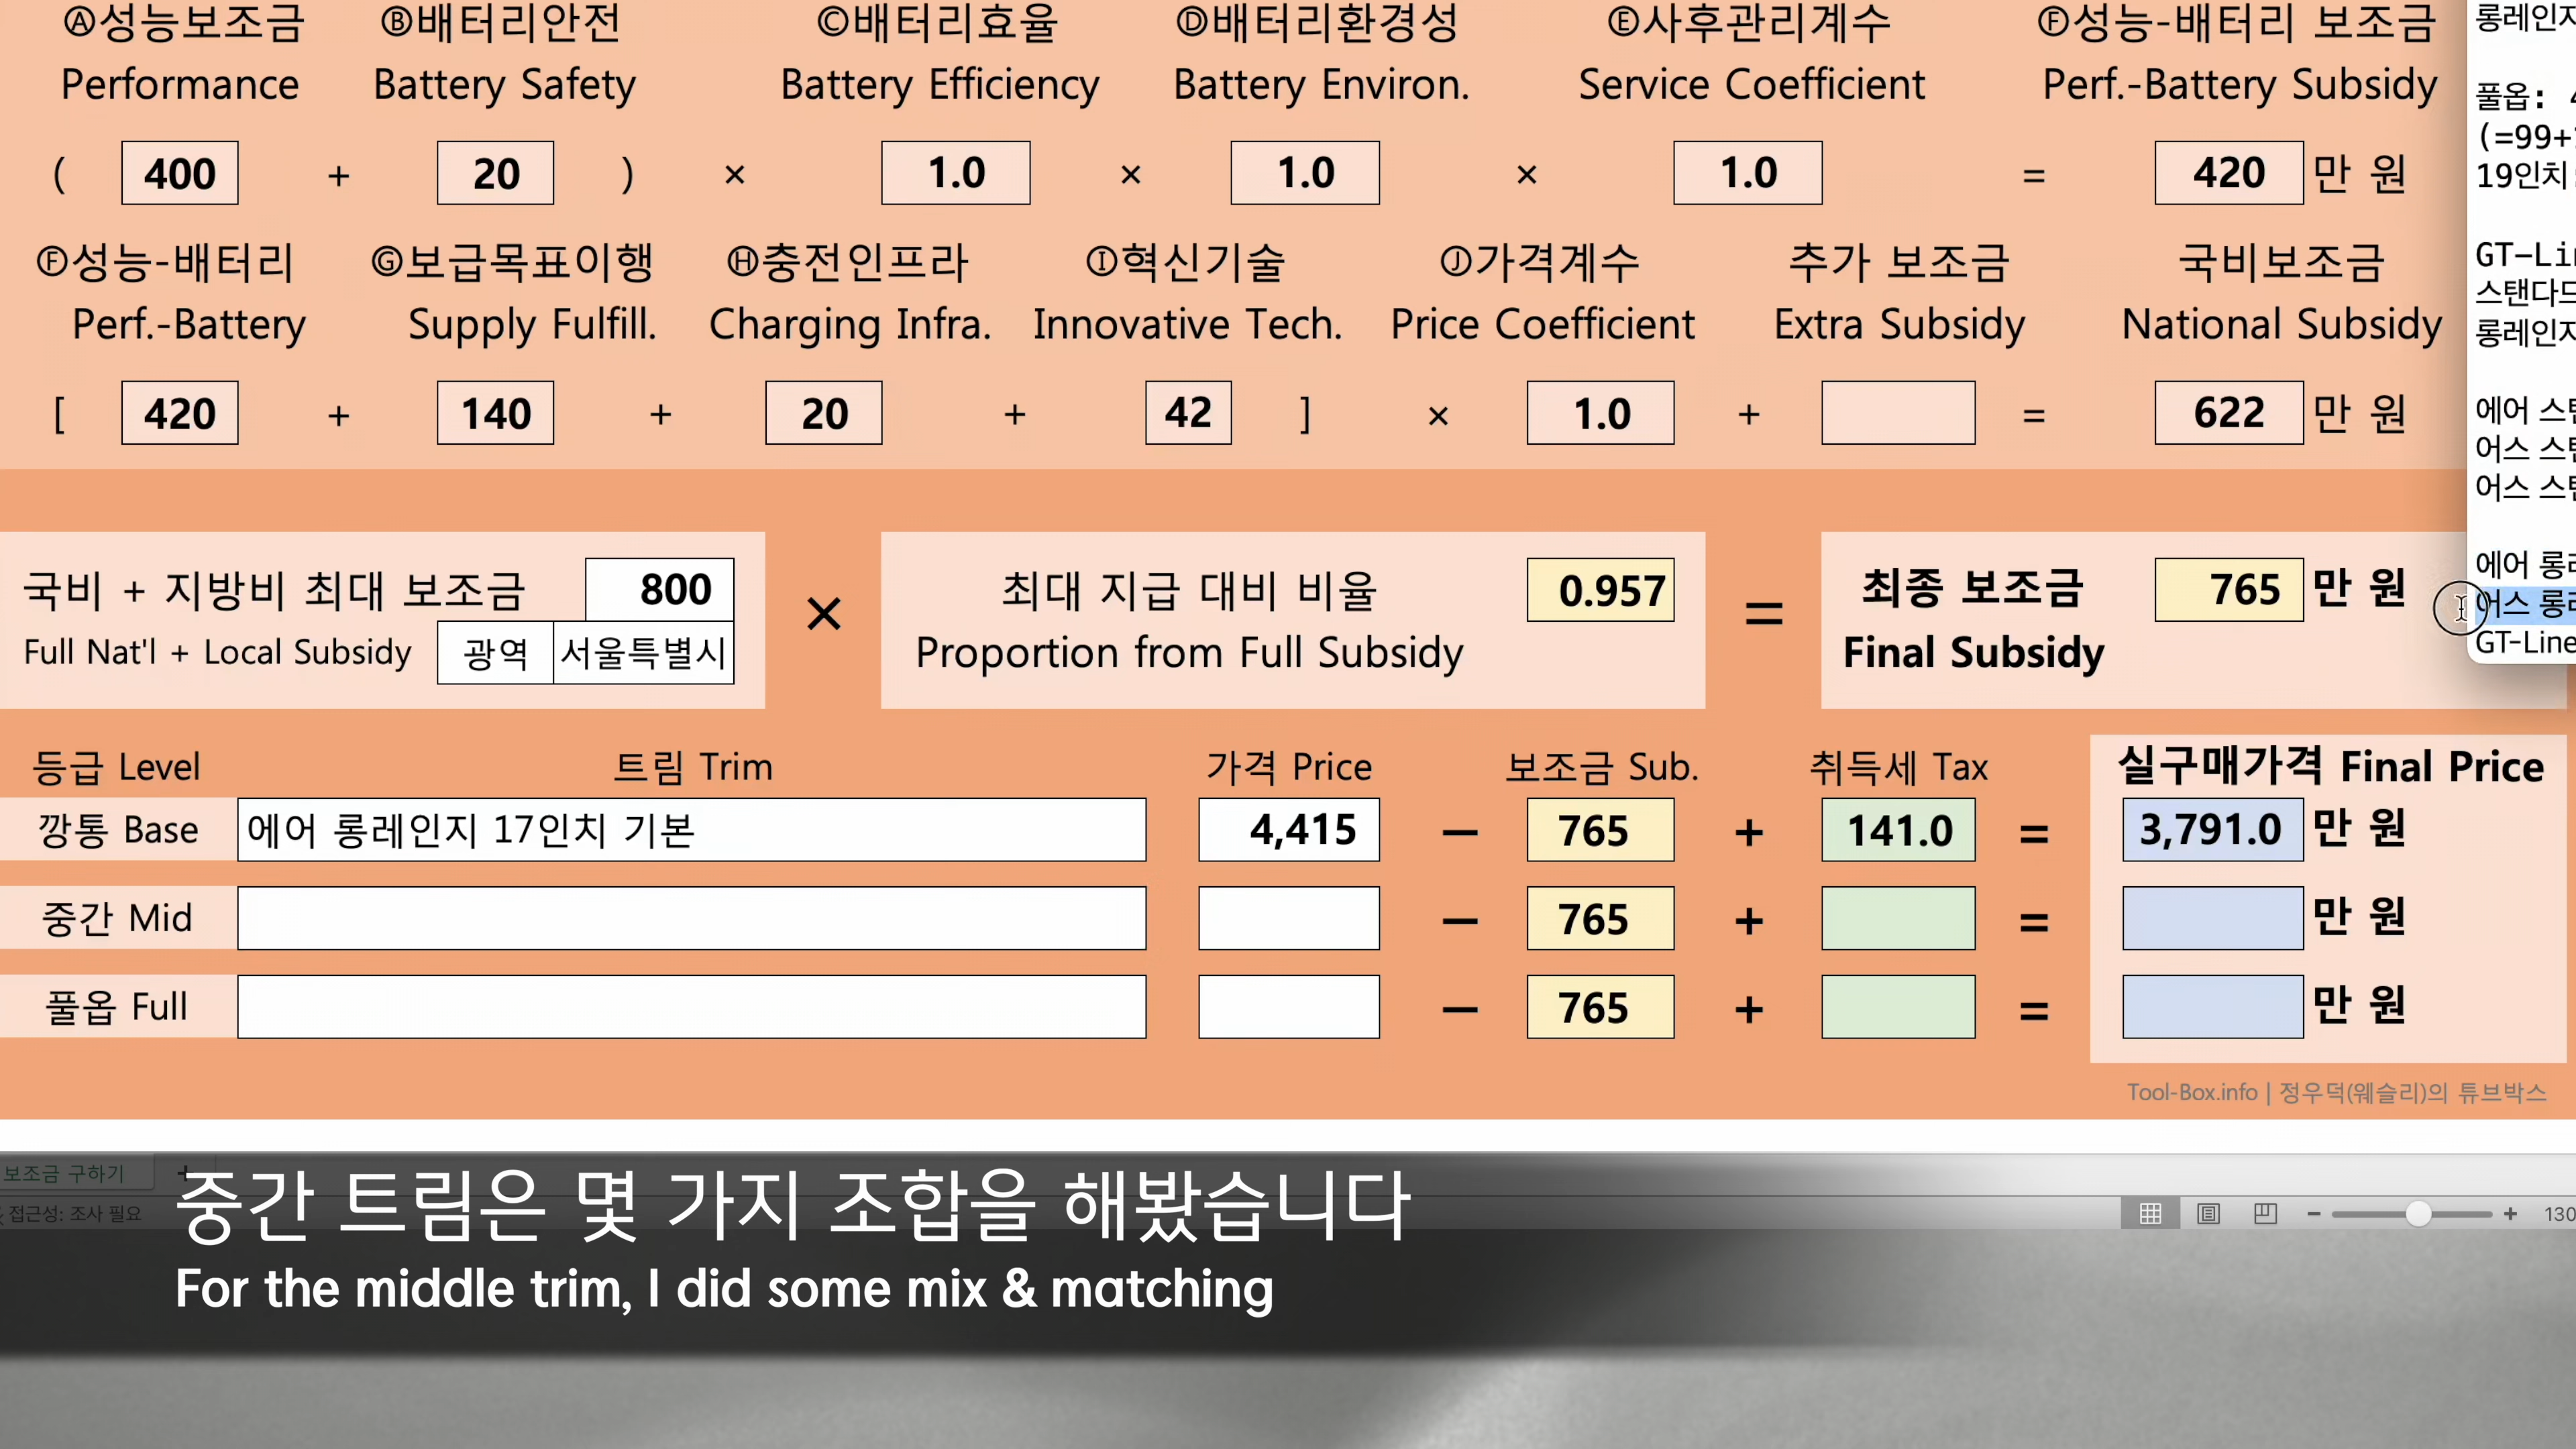 Ⓐ성능보조금 Ⓑ배터리안전 Ⓒ배터리효율 Ⓓ배터리환경성 Ⓔ사후관리계수 Ⓕ성능-배터리 보조금
Performance Battery Safety Battery Efficiency Battery Environ. Service Coefficient Perf.-Battery Subsidy
( 400 + 20 ) × 1.0 × 1.0 × 1.0 = 420 만 원
Ⓕ성능-배터리 Ⓖ보급목표이행 Ⓗ충전인프라 Ⓘ혁신기술 Ⓙ가격계수 추가 보조금 국비보조금
Perf.-Battery Supply Fulfill. Charging Infra. Innovative Tech. Price Coefficient Extra Subsidy National Subsidy
[ 420 + 140 + 20 + 42 ] × 1.0 + = 622 만 원
국비 + 지방비 최대 보조금 800
Full Nat'l + Local Subsidy 광역 서울특별시
×
최대 지급 대비 비율 0.957
Proportion from Full Subsidy
=
최종 보조금 765 만 원
Final Subsidy
등급 Level 트림 Trim 가격 Price 보조금 Sub. 취득세 Tax 실구매가격 Final Price
깡통 Base 에어 롱레인지 17인치 기본 4,415 − 765 + 141.0 = 3,791.0 만 원
중간 Mid − 765 + = 만 원
풀옵 Full − 765 + = 만 원
Tool-Box.info | 정우덕(웨슬리)의 튜브박스
풀옵:
(=99+
19인치
에어
어스
어스
에어
어스
GT-Line
보조금 구하기 +
접근성: 조사 필요
− + 130
중간 트림은 몇 가지 조합을 해봤습니다
For the middle trim, I did some mix & matching